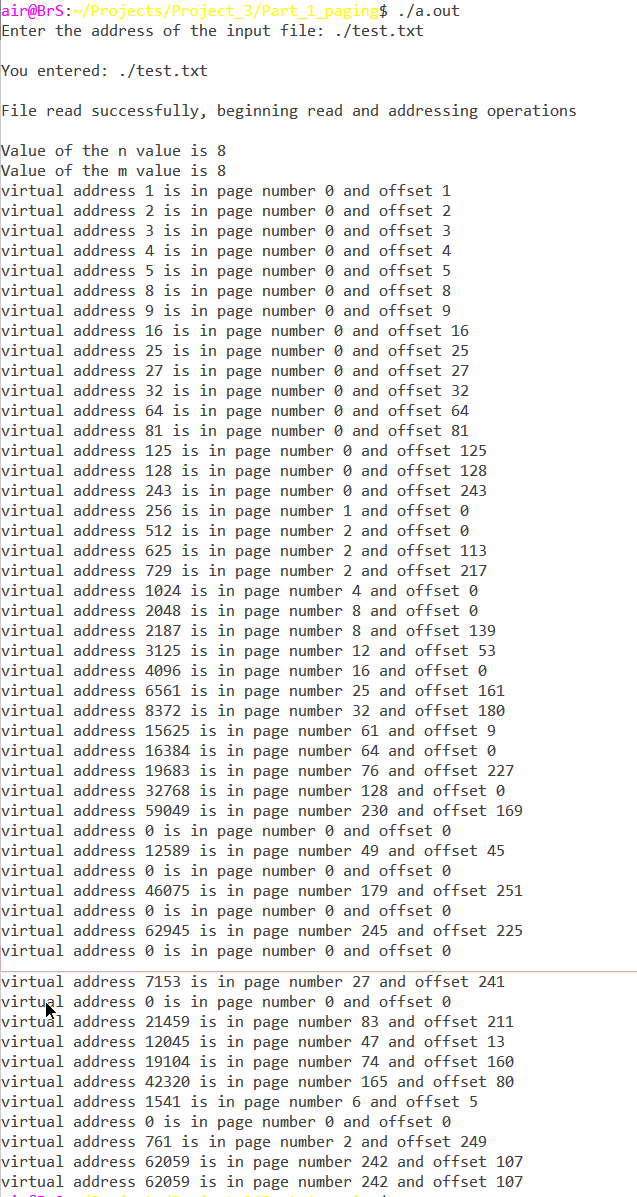 air@BrS:~/Projects/Project_3/Part_1_paging$ ./a.out
Enter the address of the input file: ./test.txt
You entered: ./test.txt
File read successfully, beginning read and addressing operations
Value of the n value is 8
Value of the m value is 8
virtual address 1 is in page number 0 and offset 1
virtual address 2 is in page number 0 and offset 2
virtual address 3 is in page number 0 and offset 3
virtual address 4 is in page number 0 and offset 4
virtual address 5 is in page number 0 and offset 5
virtual address 8 is in page number 0 and offset 8
virtual address 9 is in page number 0 and offset 9
virtual address 16 is in page number 0 and offset 16
virtual address 25 is in page number 0 and offset 25
virtual address 27 is in page number 0 and offset 27
virtual address 32 is in page number 0 and offset 32
virtual address 64 is in page number 0 and offset 64
virtual address 81 is in page number 0 and offset 81
virtual address 125 is in page number 0 and offset 125
virtual address 128 is in page number 0 and offset 128
virtual address 243 is in page number 0 and offset 243
virtual address 256 is in page number 1 and offset 0
virtual address 512 is in page number 2 and offset 0
virtual address 625 is in page number 2 and offset 113
virtual address 729 is in page number 2 and offset 217
virtual address 1024 is in page number 4 and offset 0
virtual address 2048 is in page number 8 and offset 0
virtual address 2187 is in page number 8 and offset 139
virtual address 3125 is in page number 12 and offset 53
virtual address 4096 is in page number 16 and offset 0
virtual address 6561 is in page number 25 and offset 161
virtual address 8372 is in page number 32 and offset 180
virtual address 15625 is in page number 61 and offset 9
virtual address 16384 is in page number 64 and offset 0
virtual address 19683 is in page number 76 and offset 227
virtual address 32768 is in page number 128 and offset 0
virtual address 59049 is in page number 230 and offset 169
virtual address 0 is in page number 0 and offset 0
virtual address 12589 is in page number 49 and offset 45
virtual address 0 is in page number 0 and offset 0
virtual address 46075 is in page number 179 and offset 251
virtual address 0 is in page number 0 and offset 0
virtual address 62945 is in page number 245 and offset 225
virtual address 0 is in page number 0 and offset 0
virtual address 7153 is in page number 27 and offset 241
virtual address 0 is in page number 0 and offset 0
virtual address 21459 is in page number 83 and offset 211
virtual address 12045 is in page number 47 and offset 13
virtual address 19104 is in page number 74 and offset 160
virtual address 42320 is in page number 165 and offset 80
virtual address 1541 is in page number 6 and offset 5
virtual address 0 is in page number 0 and offset 0
virtual address 761 is in page number 2 and offset 249
virtual address 62059 is in page number 242 and offset 107
virtual address 62059 is in page number 242 and offset 107